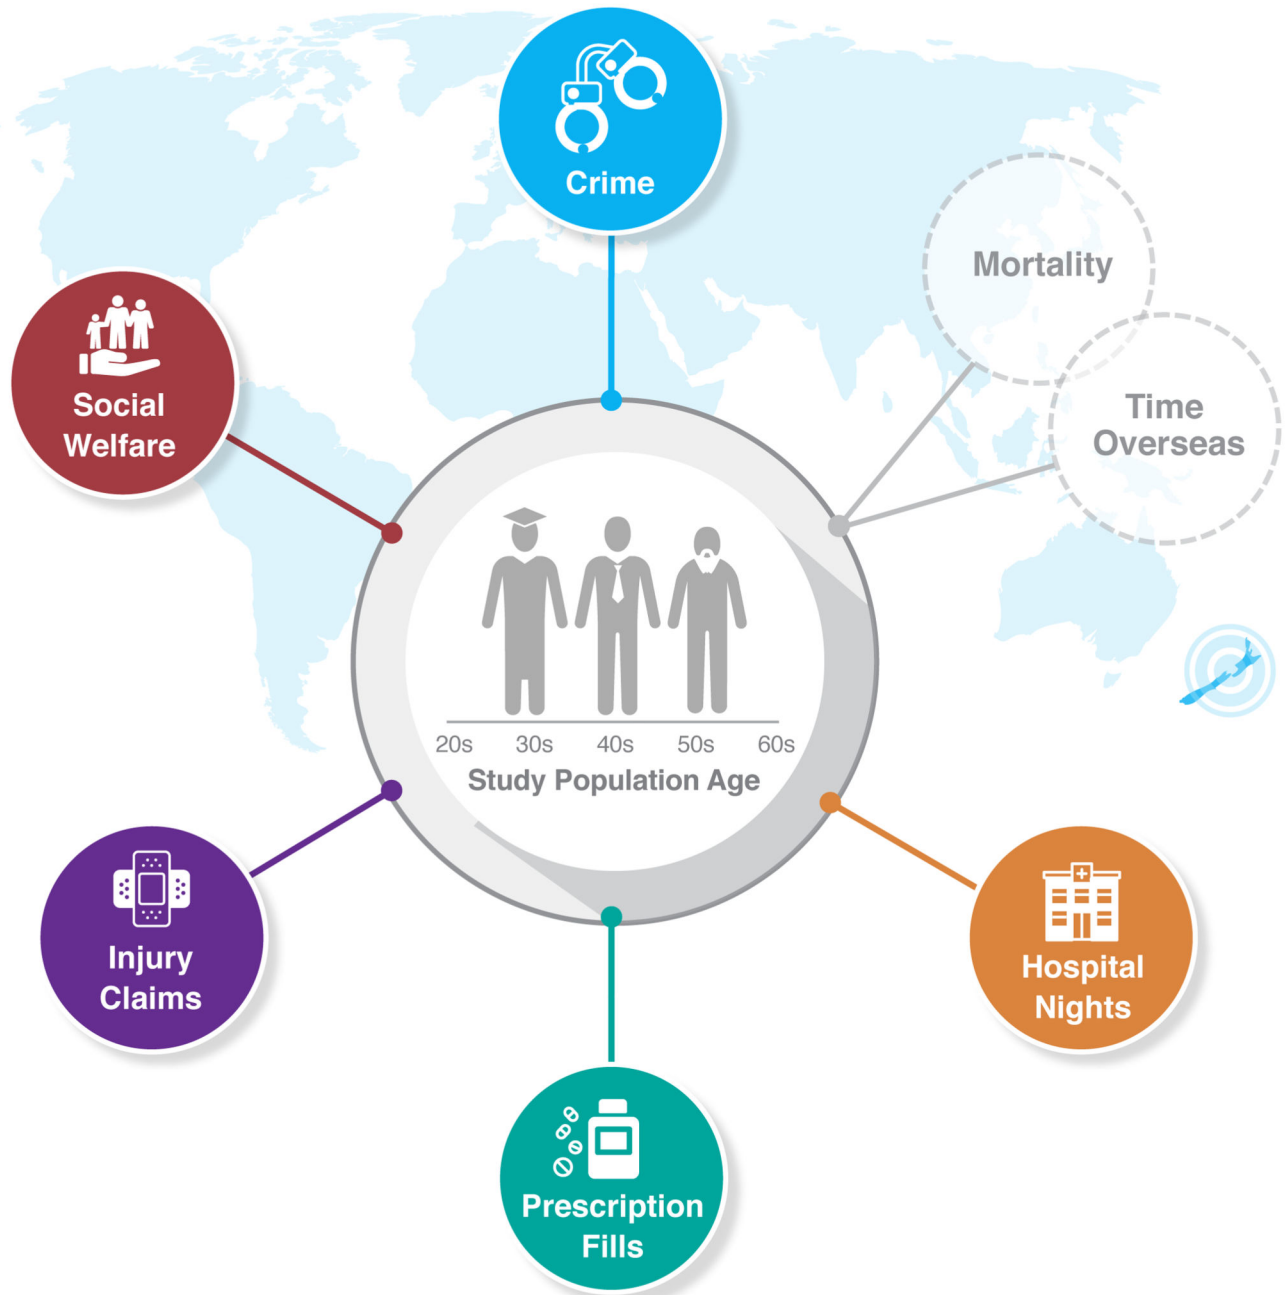 Crime
Mortality
Time
Overseas
Social
Welfare
20s 30s 40s 50s 60s
Study Population Age
Injury
Claims
Hospital
Nights
Prescription
Fills